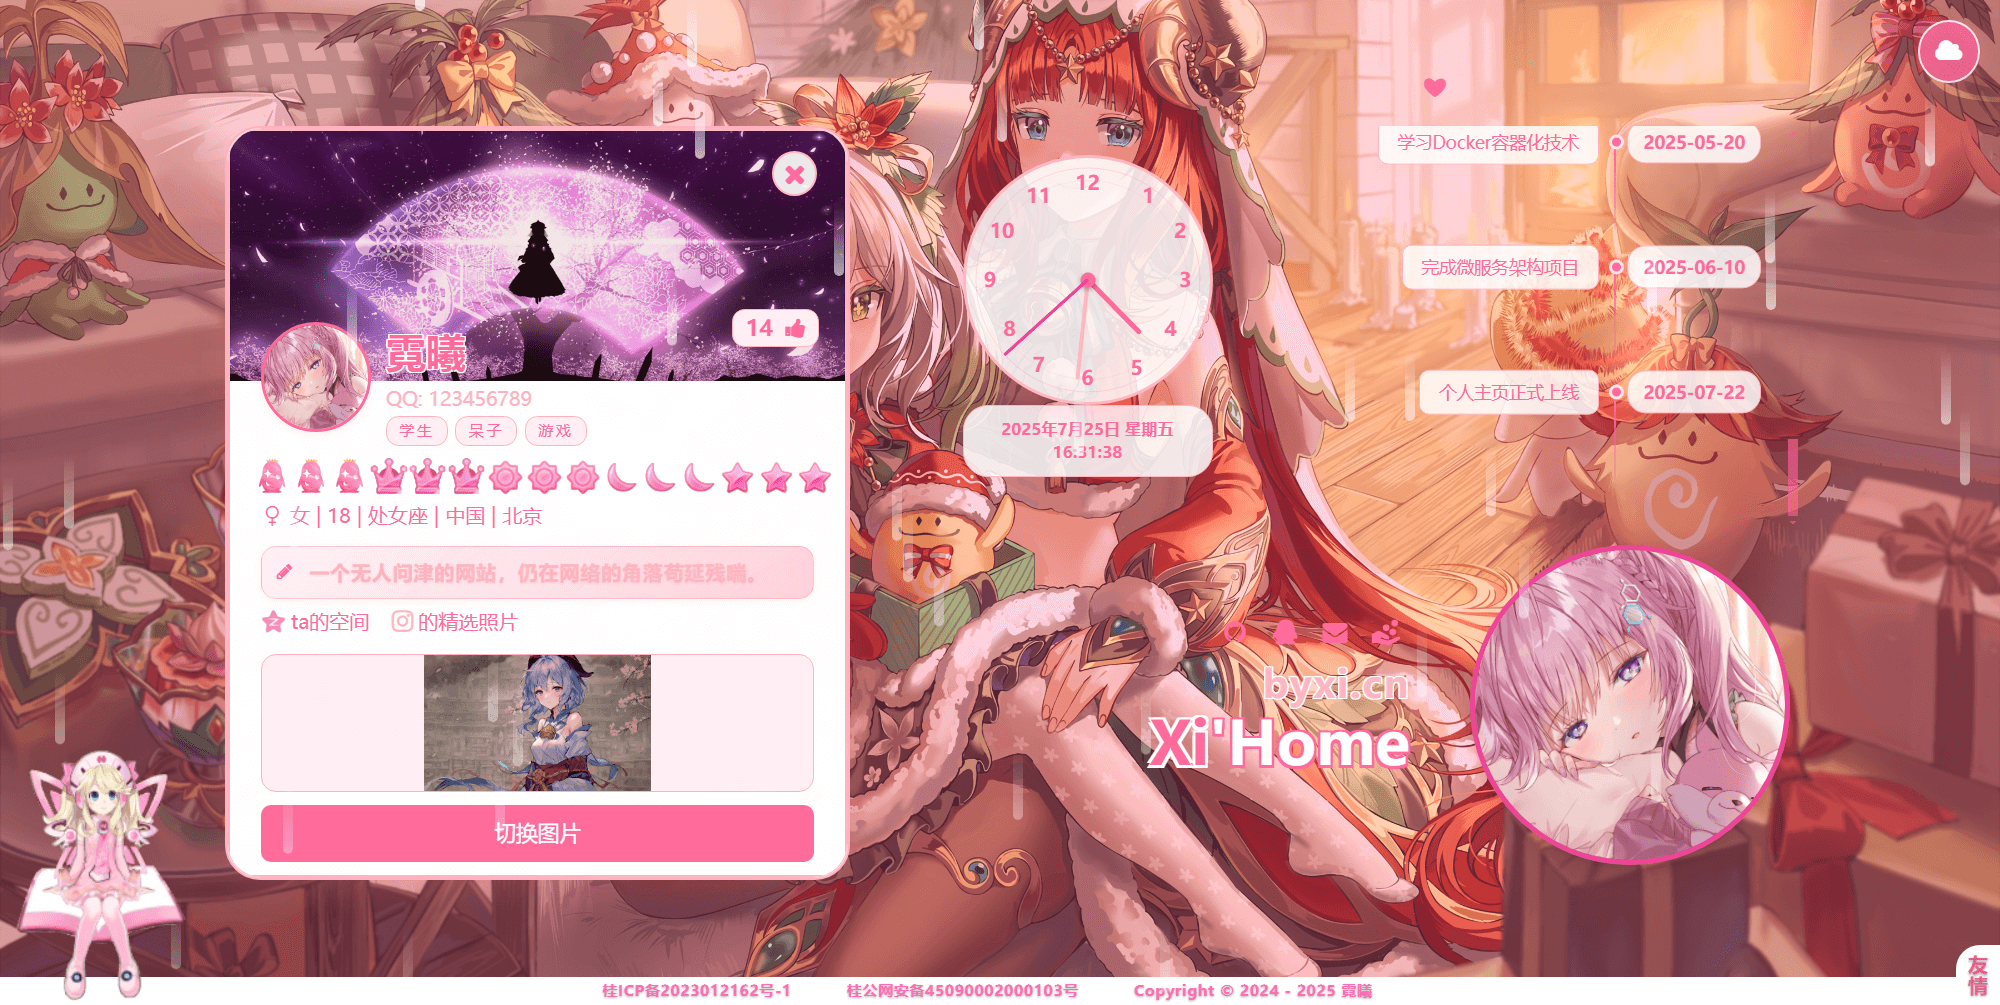 霓曦
14
QQ: 123456789
学生 呆子 游戏
女 | 18 | 处女座 | 中国 | 北京
一个无人问津的网站，仍在网络的角落苟延残喘。
ta的空间 的精选照片
切换图片
12
1
2
3
4
5
6
7
8
9
10
11
2025年7月25日 星期五
16:31:38
学习Docker容器化技术 2025-05-20
完成微服务架构项目 2025-06-10
个人主页正式上线 2025-07-22
byxi.cn
Xi'Home
桂ICP备2023012162号-1 桂公网安备45090002000103号 Copyright © 2024 - 2025 霓曦
友情